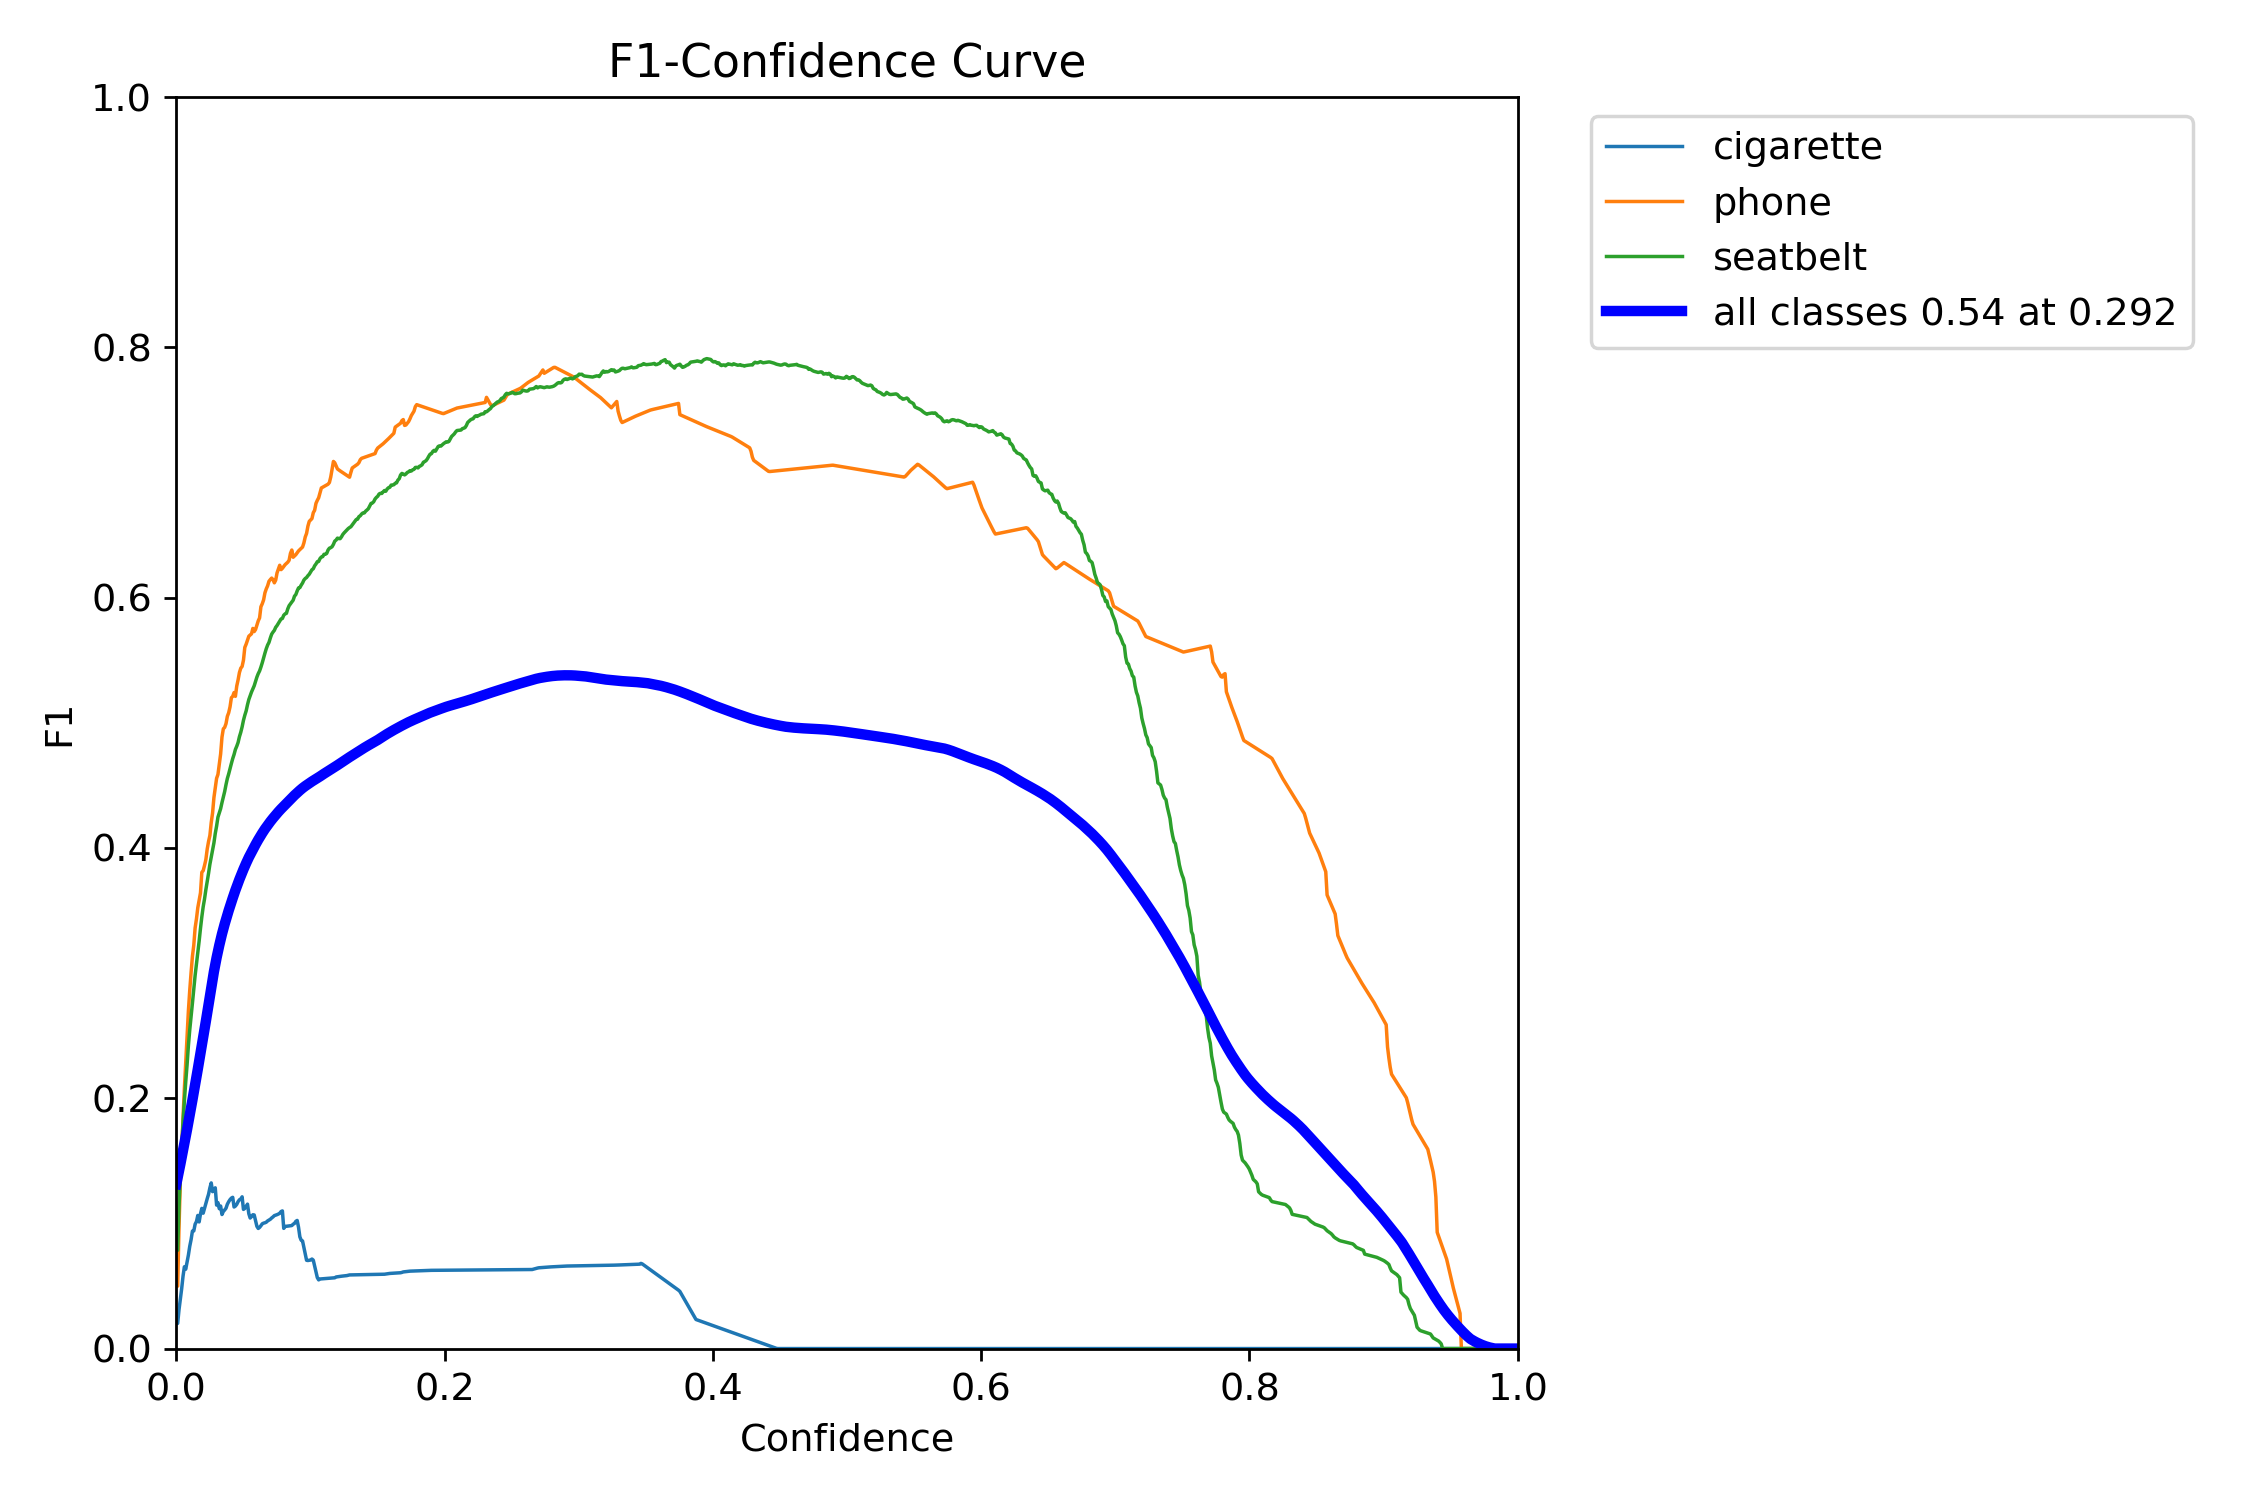 F1-Confidence Curve
1.0
0.8
0.6
0.4
0.2
0.0
F1
0.0 0.2 0.4 0.6 0.8 1.0
Confidence
cigarette
phone
seatbelt
all classes 0.54 at 0.292